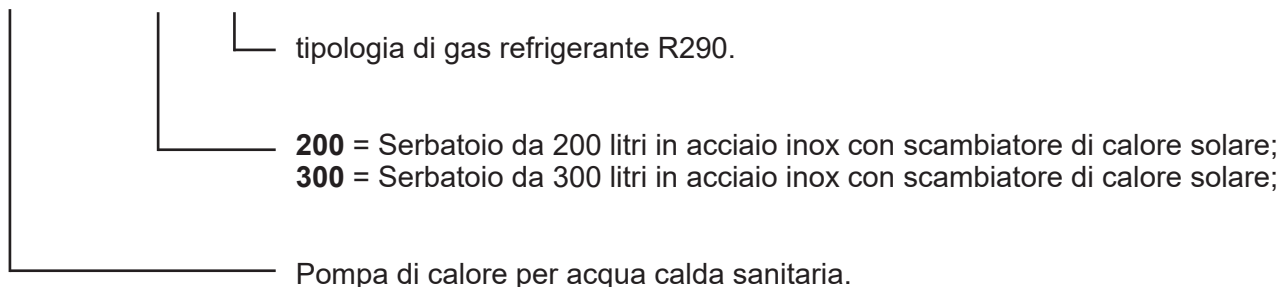 tipologia di gas refrigerante R290.
200 = Serbatoio da 200 litri in acciaio inox con scambiatore di calore solare;
300 = Serbatoio da 300 litri in acciaio inox con scambiatore di calore solare;
Pompa di calore per acqua calda sanitaria.